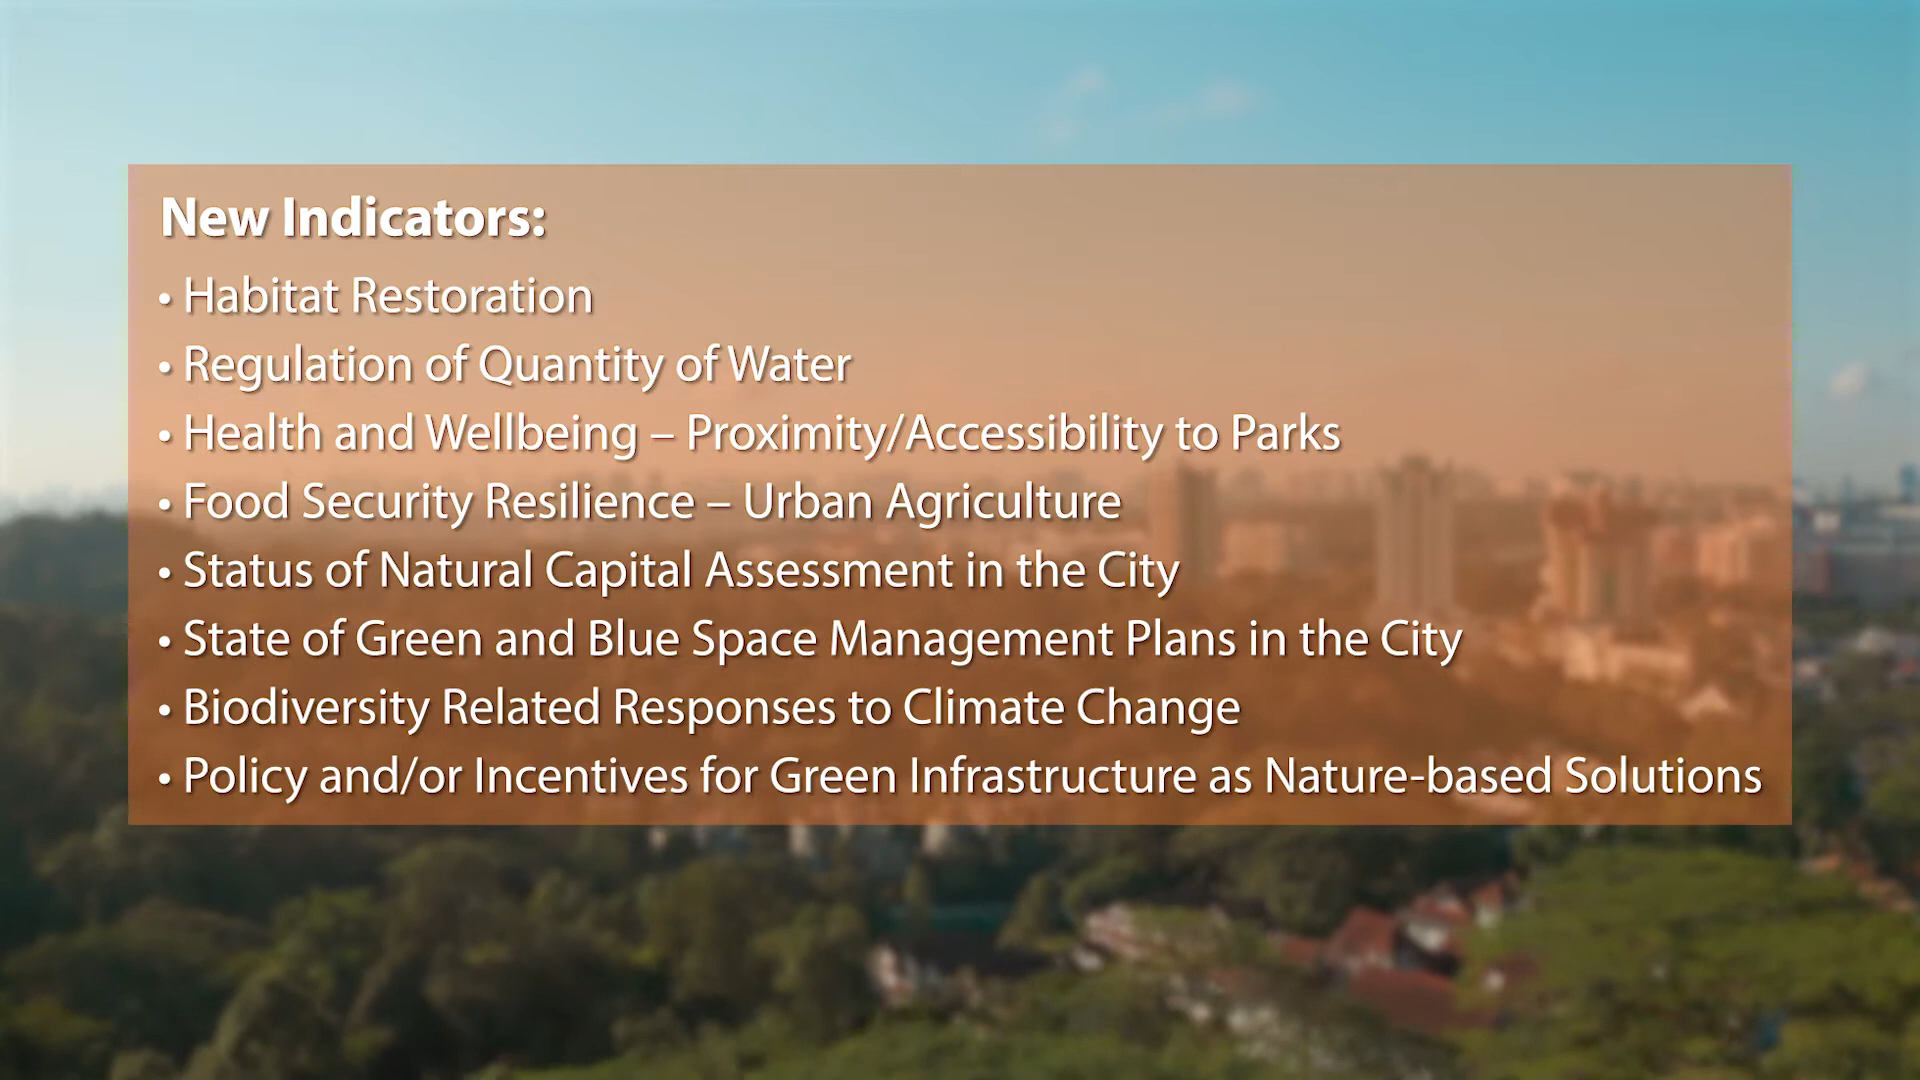 New Indicators:
• Habitat Restoration
• Regulation of Quantity of Water
• Health and Wellbeing – Proximity/Accessibility to Parks
• Food Security Resilience – Urban Agriculture
• Status of Natural Capital Assessment in the City
• State of Green and Blue Space Management Plans in the City
• Biodiversity Related Responses to Climate Change
• Policy and/or Incentives for Green Infrastructure as Nature-based Solutions